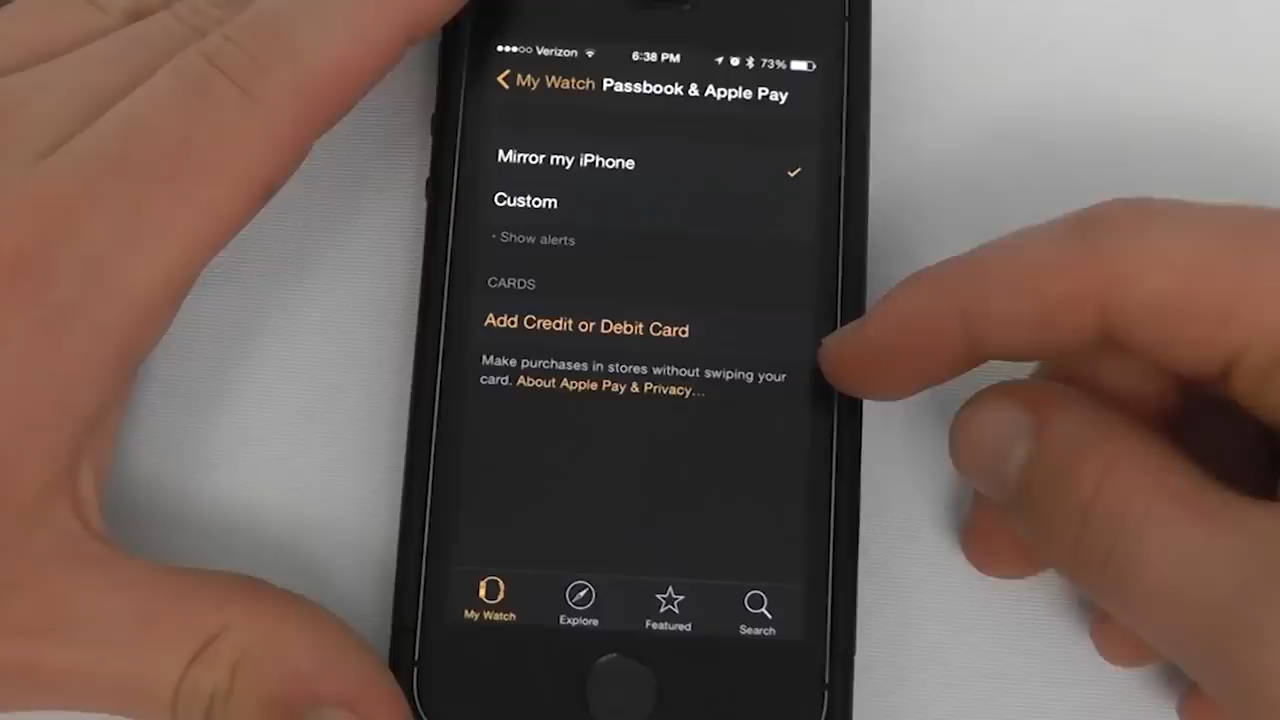 Verizon 6:38 PM 73%
My Watch Passbook & Apple Pay
Mirror my iPhone
Custom
• Show alerts
CARDS
Add Credit or Debit Card
Make purchases in stores without swiping your
card. About Apple Pay & Privacy...
My Watch Explore Featured Search